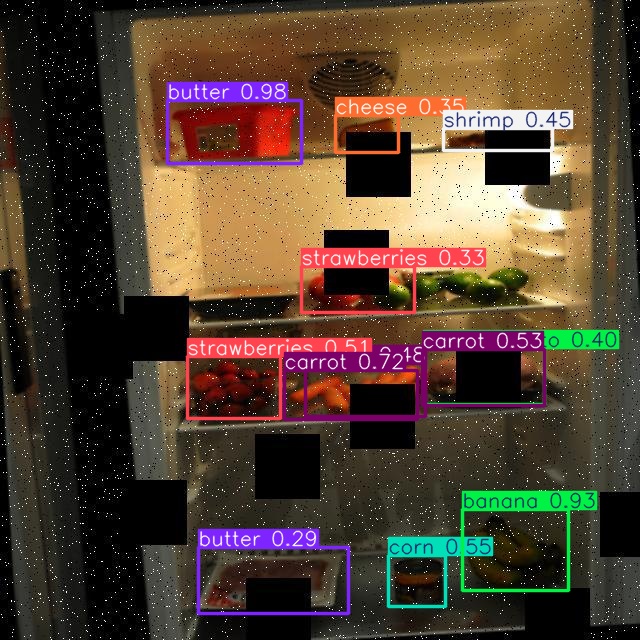 butter 0.98
cheese 0.35
shrimp 0.45
strawberries 0.33
strawberries 0.51
carrot 0.72
carrot 0.53
0.40
banana 0.93
butter 0.29
corn 0.55